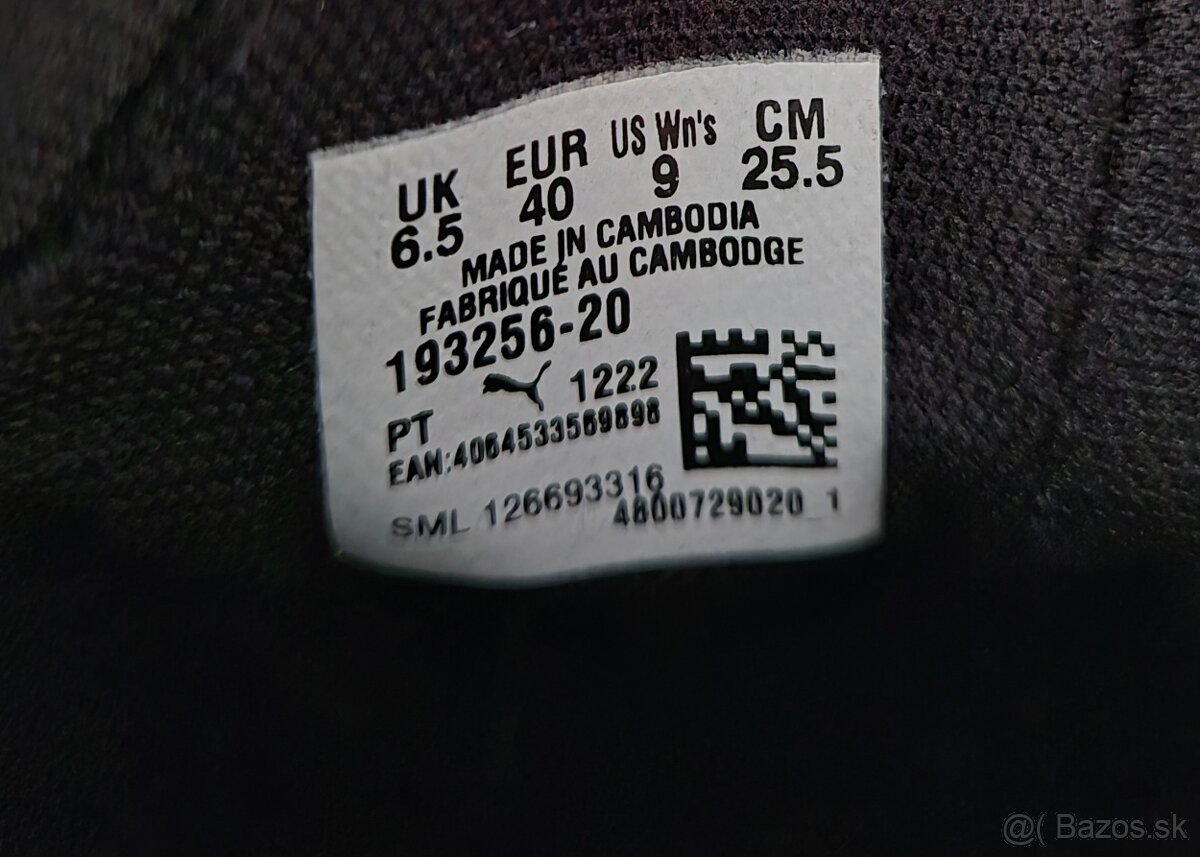 UK EUR US Wn's CM
6.5 40 9 25.5
MADE IN CAMBODIA
FABRIQUÉ AU CAMBODGE
193256-20
PT 1222
EAN:4064533569898
SML 126693316
4800729020_1
@( Bazos.sk